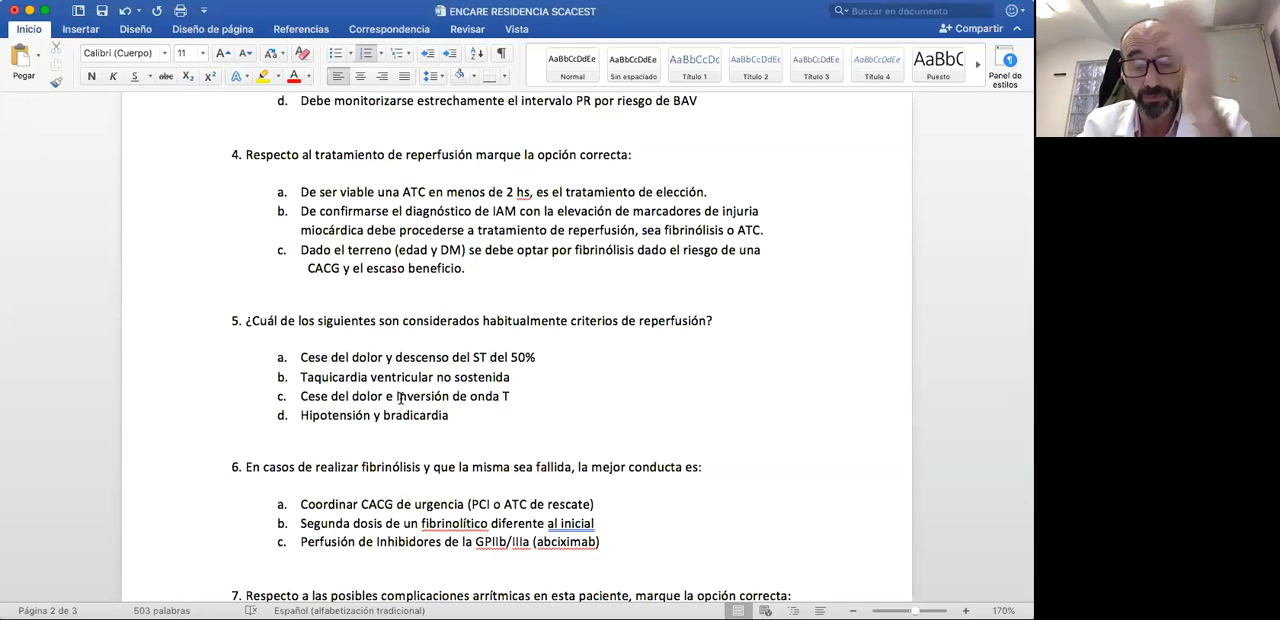 ENCARE RESIDENCIA SCACEST
Buscar en documento
Inicio Insertar Diseño Diseño de página Referencias Correspondencia Revisar Vista Compartir
Pegar
Calibri (Cuerpo) 11
N K S abc X₂ X² A A
AaBbCcDdEe AaBbCcDdEe AaBbCcDc AaBbCcDdEe AaBbCcDdEe AaBbCcDdEe AaBbC
Normal Sin espaciado Título 1 Título 2 Título 3 Título 4 Puesto
Panel de estilos
d. Debe monitorizarse estrechamente el intervalo PR por riesgo de BAV
4. Respecto al tratamiento de reperfusión marque la opción correcta:
a. De ser viable una ATC en menos de 2 hs, es el tratamiento de elección.
b. De confirmarse el diagnóstico de IAM con la elevación de marcadores de injuria
miocárdica debe procederse a tratamiento de reperfusión, sea fibrinólisis o ATC.
c. Dado el terreno (edad y DM) se debe optar por fibrinólisis dado el riesgo de una
CACG y el escaso beneficio.
5. ¿Cuál de los siguientes son considerados habitualmente criterios de reperfusión?
a. Cese del dolor y descenso del ST del 50%
b. Taquicardia ventricular no sostenida
c. Cese del dolor e Inversión de onda T
d. Hipotensión y bradicardia
6. En casos de realizar fibrinólisis y que la misma sea fallida, la mejor conducta es:
a. Coordinar CACG de urgencia (PCI o ATC de rescate)
b. Segunda dosis de un fibrinolítico diferente al inicial
c. Perfusión de Inhibidores de la GPIIb/IIIa (abciximab)
7. Respecto a las posibles complicaciones arrítmicas en esta paciente, marque la opción correcta:
Página 2 de 3 503 palabras Español (alfabetización tradicional) 170%